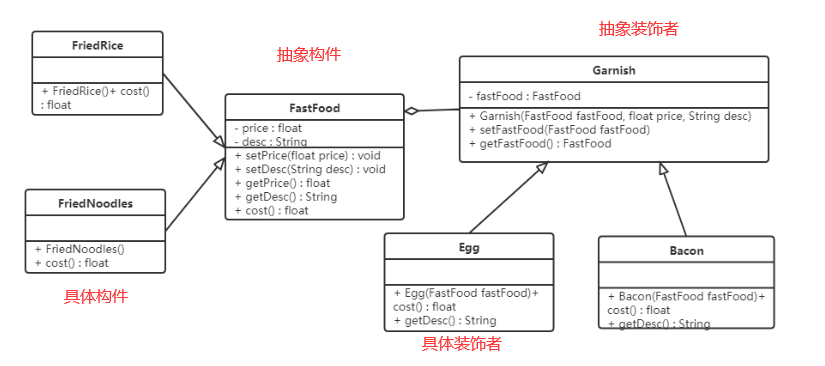 FriedRice
+ FriedRice()+ cost()
: float
抽象构件
FastFood
- price : float
- desc : String
+ setPrice(float price) : void
+ setDesc(String desc) : void
+ getPrice() : float
+ getDesc() : String
+ cost() : float
抽象装饰者
Garnish
- fastFood : FastFood
+ Garnish(FastFood fastFood, float price, String desc)
+ setFastFood(FastFood fastFood)
+ getFastFood() : FastFood
FriedNoodles
+ FriedNoodles()
+ cost() : float
具体构件
Egg
+ Egg(FastFood fastFood)+
cost() : float
+ getDesc() : String
具体装饰者
Bacon
+ Bacon(FastFood fastFood)+
cost() : float
+ getDesc() : String